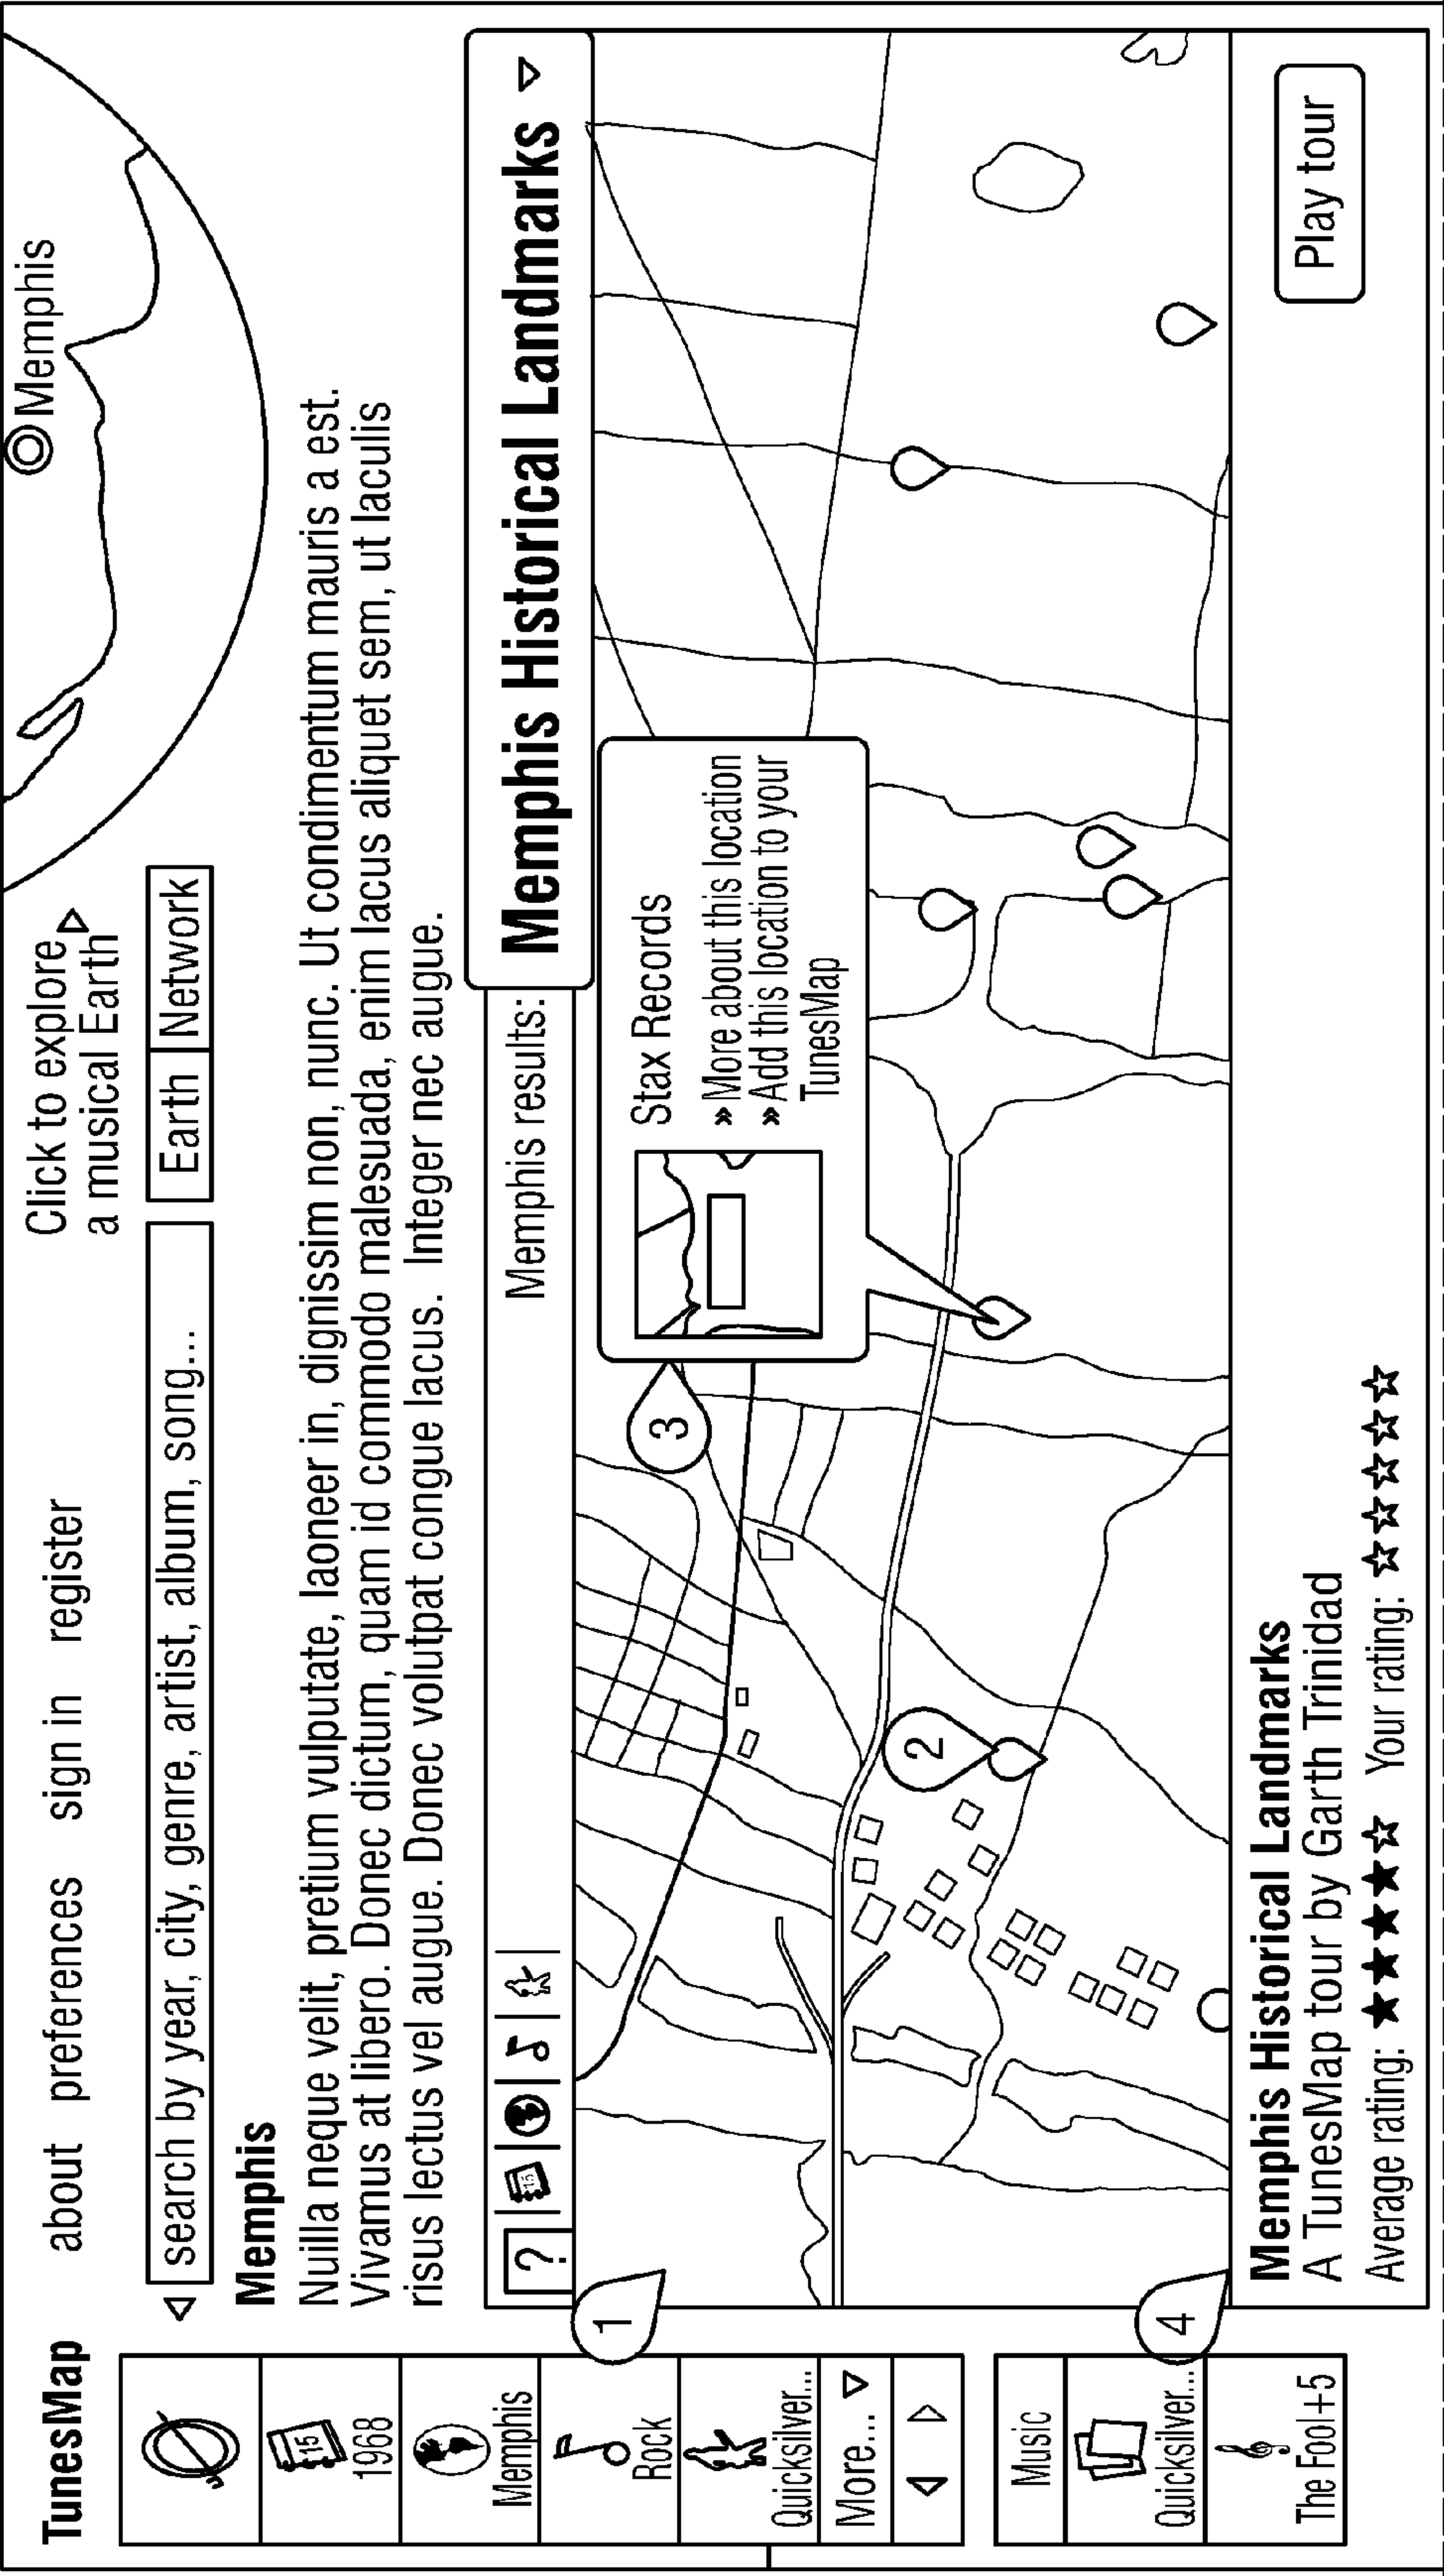 TunesMap
about preferences sign in register
Click to explore
a musical Earth
Memphis
search by year, city, genre, artist, album, song...
Earth Network
Memphis
Nuilla neque velit, pretium vulputate, laoneer in, dignissim non, nunc. Ut condimentum mauris a est.
Vivamus at libero. Donec dictum, quam id commodo malesuada, enim lacus aliquet sem, ut laculis
risus lectus vel augue. Donec volutpat congue lacus. Integer nec augue.
15
1968
Memphis
Rock
Quicksilver...
More...
Music
Quicksilver...
The Fool+5
?
15
Memphis results:
Memphis Historical Landmarks
1
2
3
4
Stax Records
» More about this location
» Add this location to your
TunesMap
Memphis Historical Landmarks
A TunesMap tour by Garth Trinidad
Average rating: ★★★★☆ Your rating: ☆☆☆☆☆
Play tour